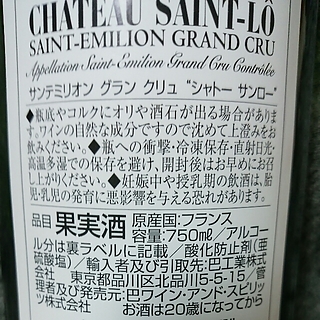 CHATEAU SAINT-LÔ
SAINT-EMILION GRAND CRU
Appellation Saint-Emilion Grand Cru Contrôlée
サンテミリオン グラン クリュ “シャトー サンロー”
◆瓶底やコルクにオリや酒石が出る場合がありま
す。ワインの自然な成分ですので沈めて上澄みをお
飲みください。◆瓶への衝撃・冷凍保存・直射日光・
高温多湿での保存を避け、開封後はお早めにお召
し上がりください。◆妊娠中や授乳期の飲酒は、胎
児・乳児の発育に悪影響を与える恐れがあります。
品目 果実酒 原産国:フランス
容量:750mℓ/アルコー
ル分は裏ラベルに記載/酸化防止剤(亜
硫酸塩)/輸入者及び引取先:巴工業株式会社
東京都品川区北品川5-5-15/管
理者及び発売元:巴ワイン・アンド・スピリッ
ツ株式会社 お酒は20歳になってから